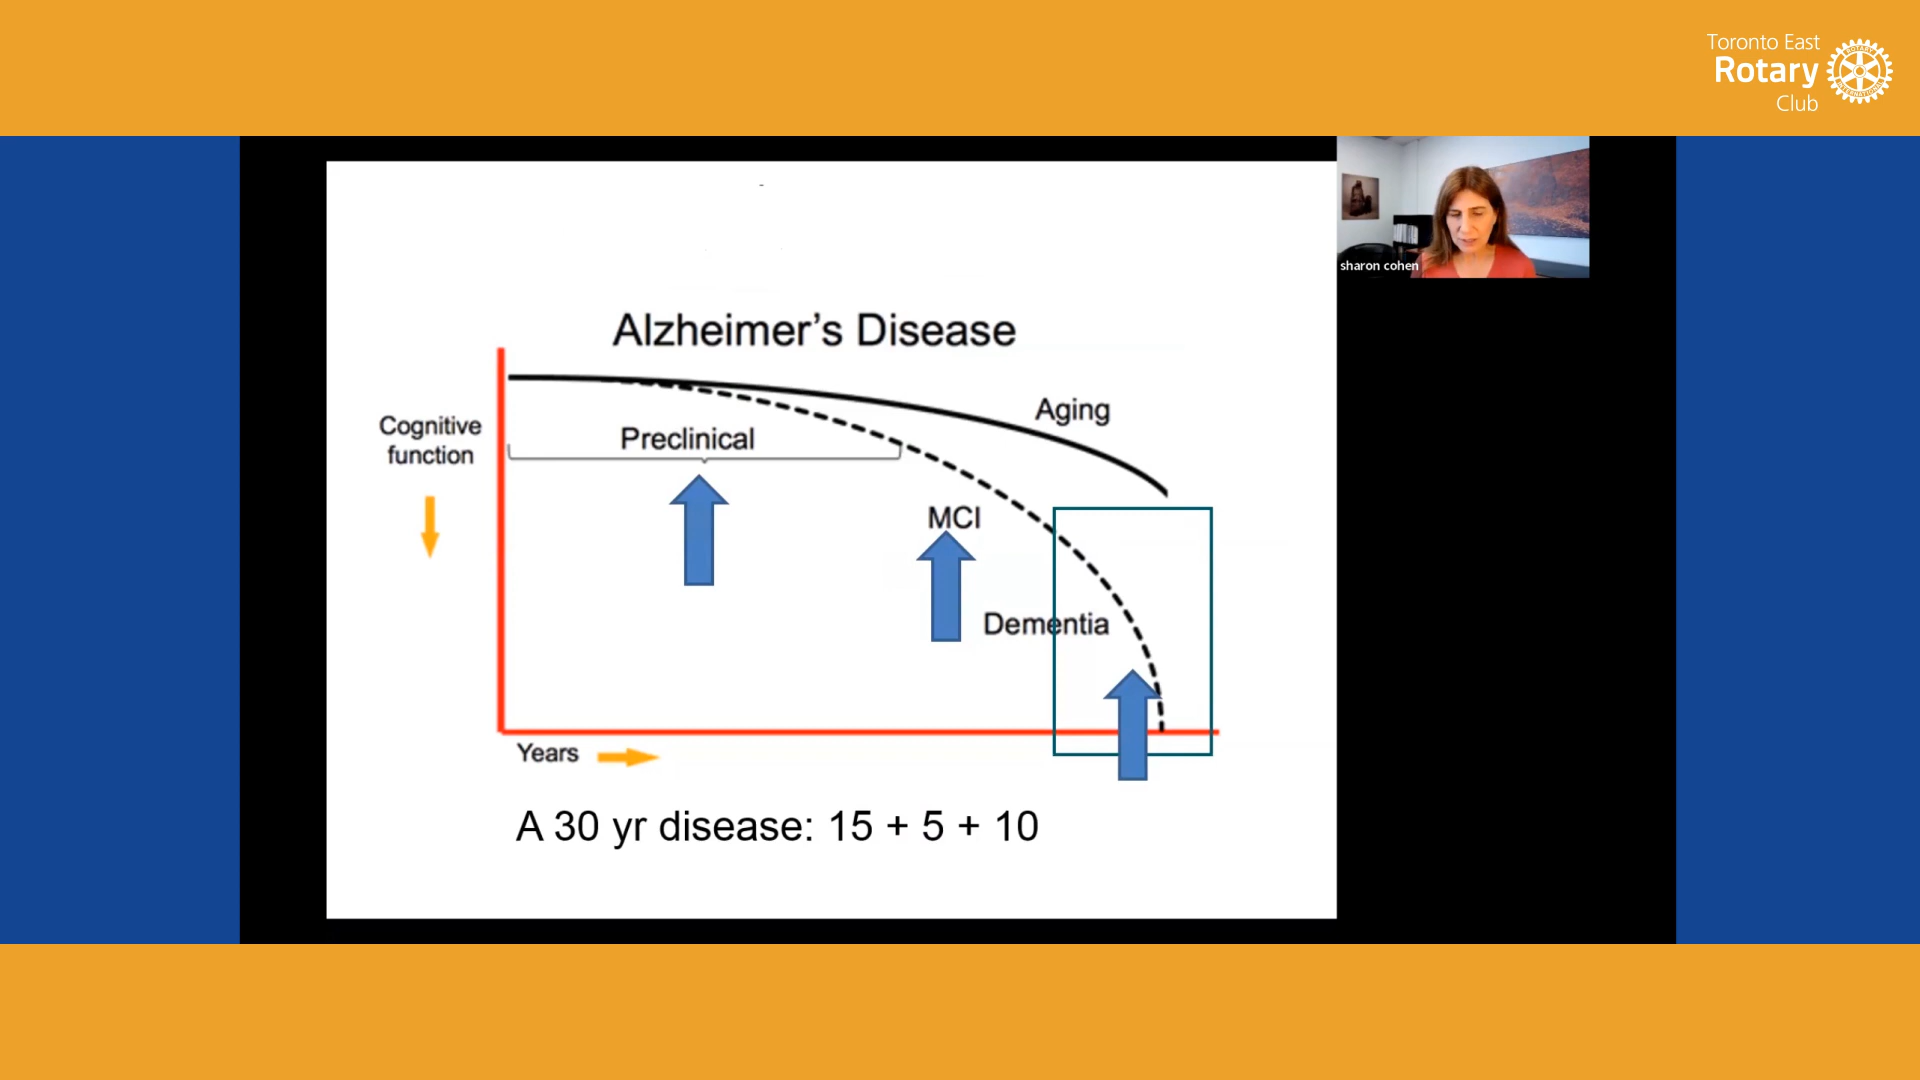 Toronto East
Rotary
Club
sharon cohen
Alzheimer’s Disease
Aging
Cognitive
function
Preclinical
MCI
Dementia
Years
A 30 yr disease: 15 + 5 + 10